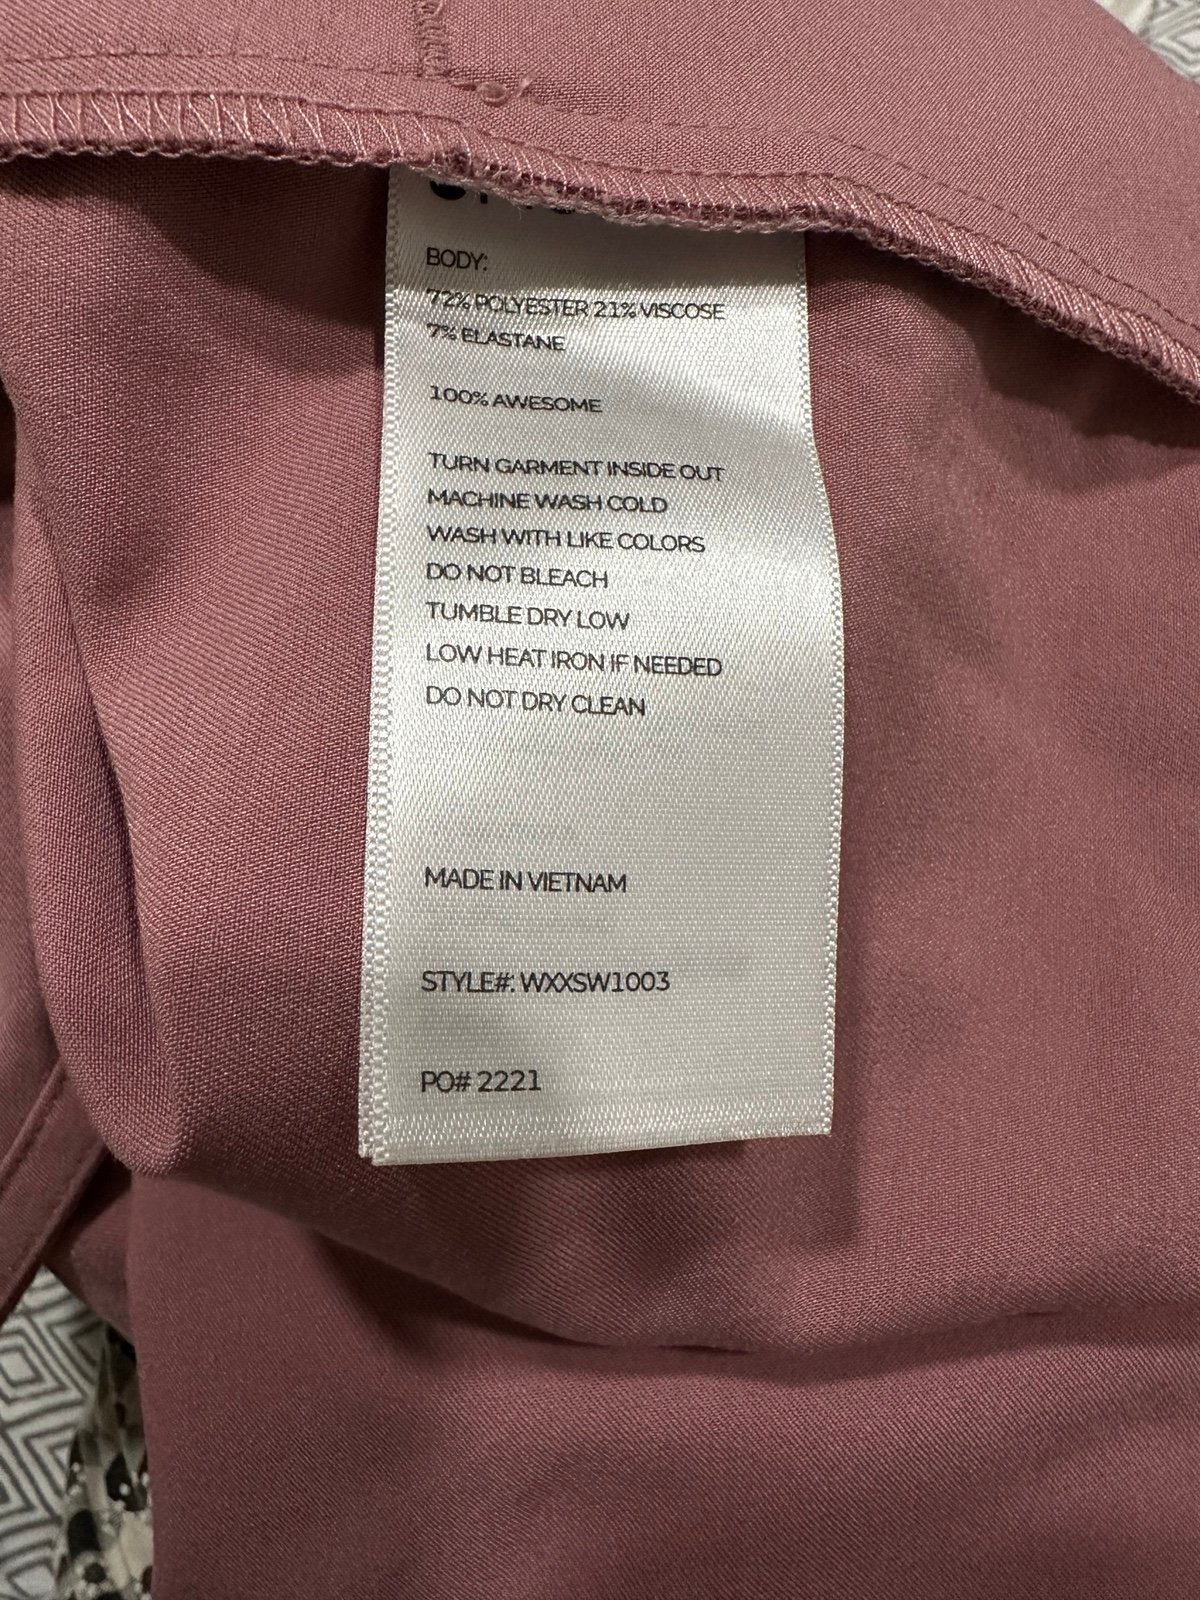 BODY:
72% POLYESTER 21% VISCOSE
7% ELASTANE
100% AWESOME
TURN GARMENT INSIDE OUT
MACHINE WASH COLD
WASH WITH LIKE COLORS
DO NOT BLEACH
TUMBLE DRY LOW
LOW HEAT IRON IF NEEDED
DO NOT DRY CLEAN
MADE IN VIETNAM
STYLE#: WXXSW1003
PO# 2221